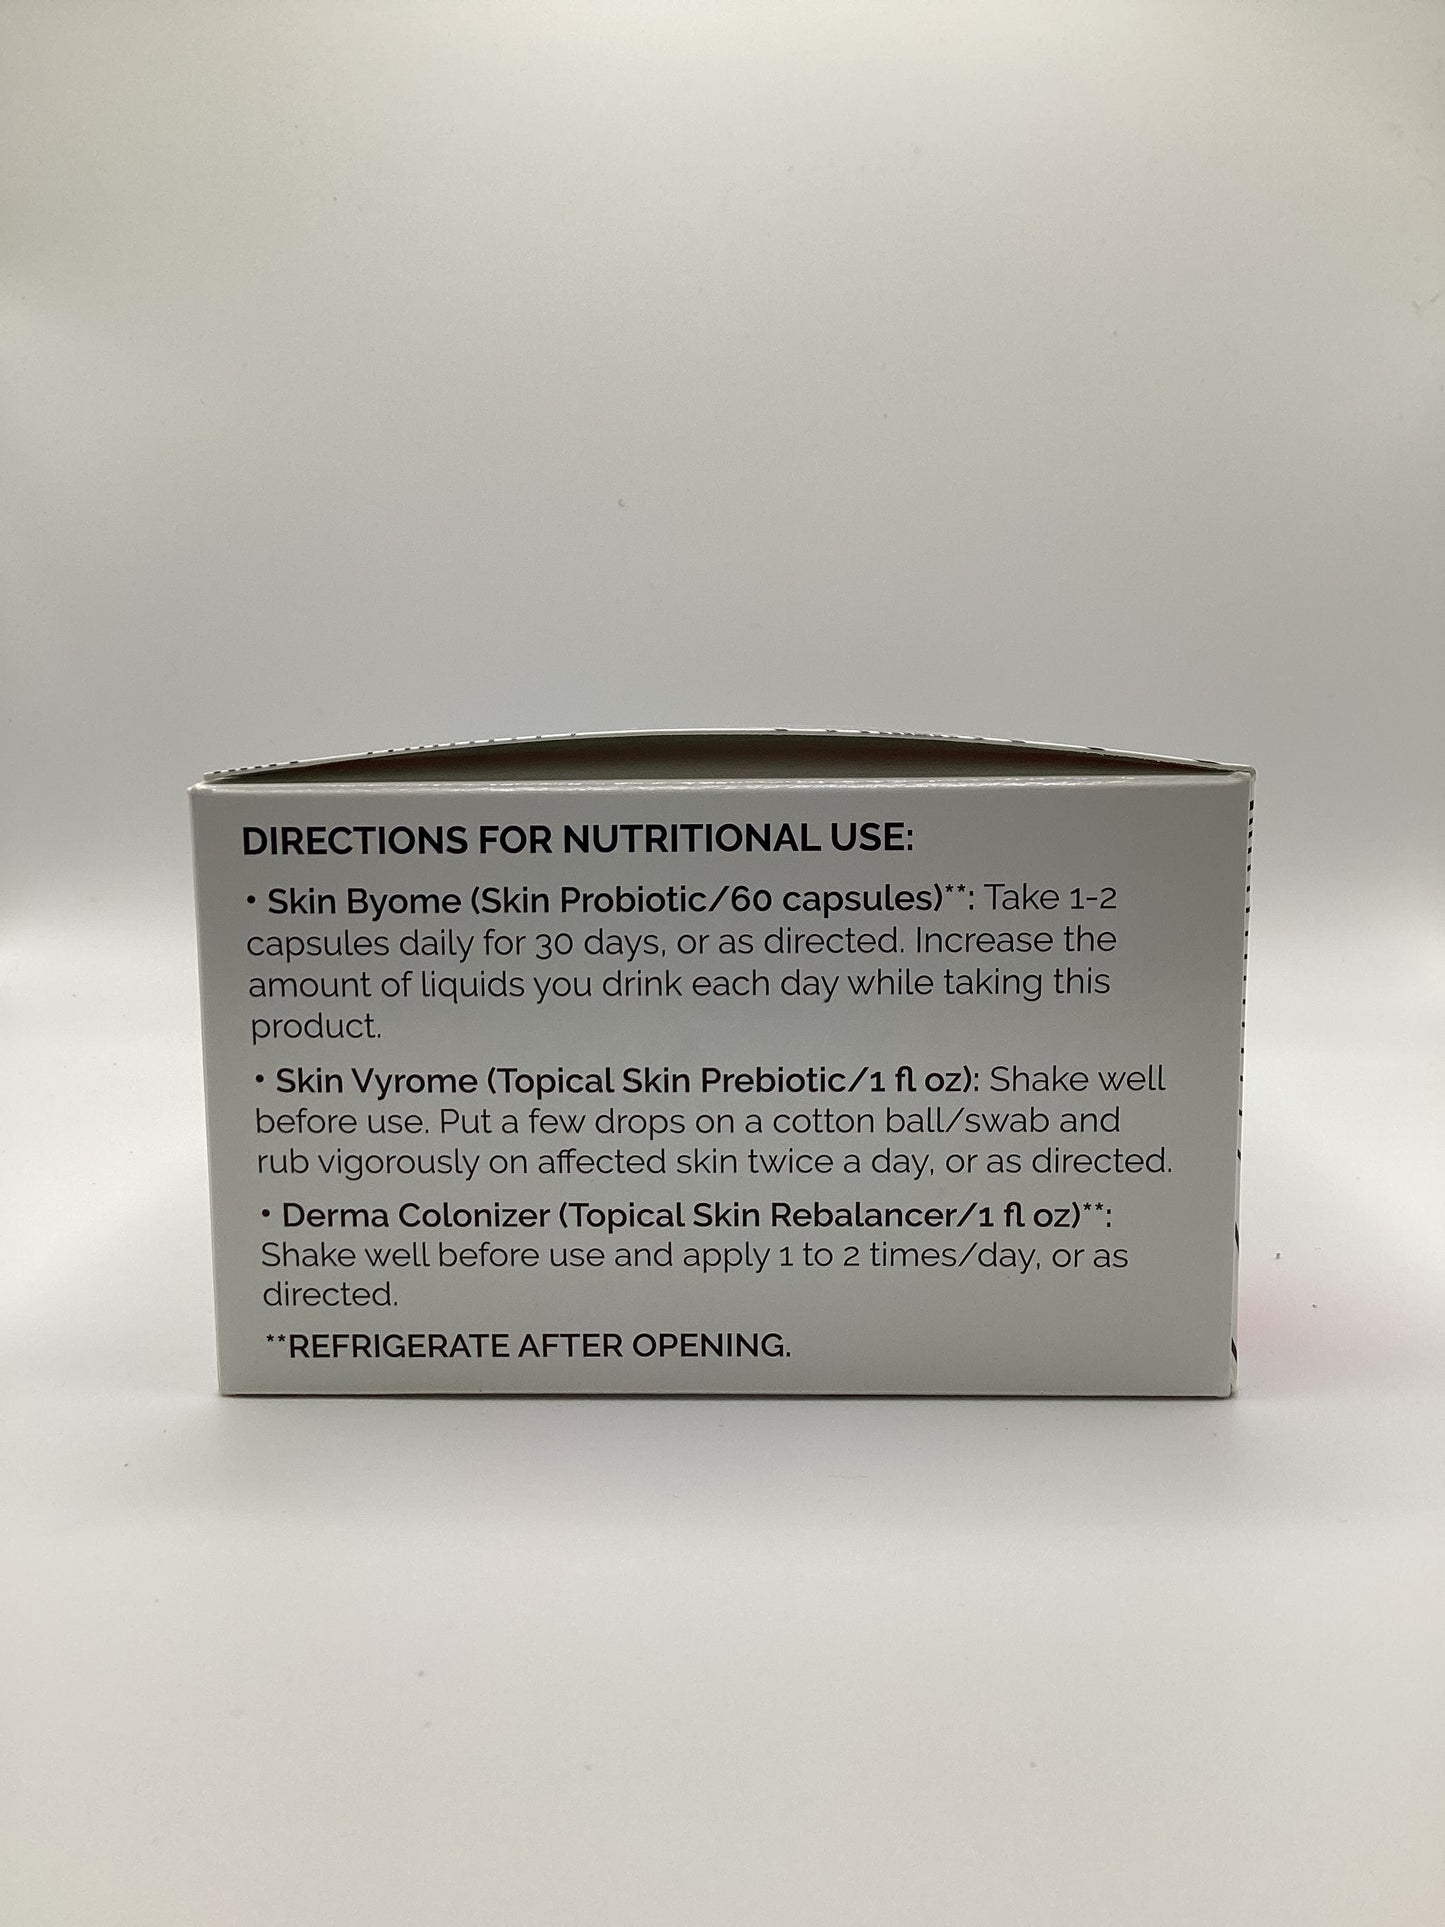 DIRECTIONS FOR NUTRITIONAL USE:
• Skin Byome (Skin Probiotic/60 capsules)**: Take 1-2
capsules daily for 30 days, or as directed. Increase the
amount of liquids you drink each day while taking this
product.
• Skin Vyrome (Topical Skin Prebiotic/1 fl oz): Shake well
before use. Put a few drops on a cotton ball/swab and
rub vigorously on affected skin twice a day, or as directed.
• Derma Colonizer (Topical Skin Rebalancer/1 fl oz)**:
Shake well before use and apply 1 to 2 times/day, or as
directed.
**REFRIGERATE AFTER OPENING.